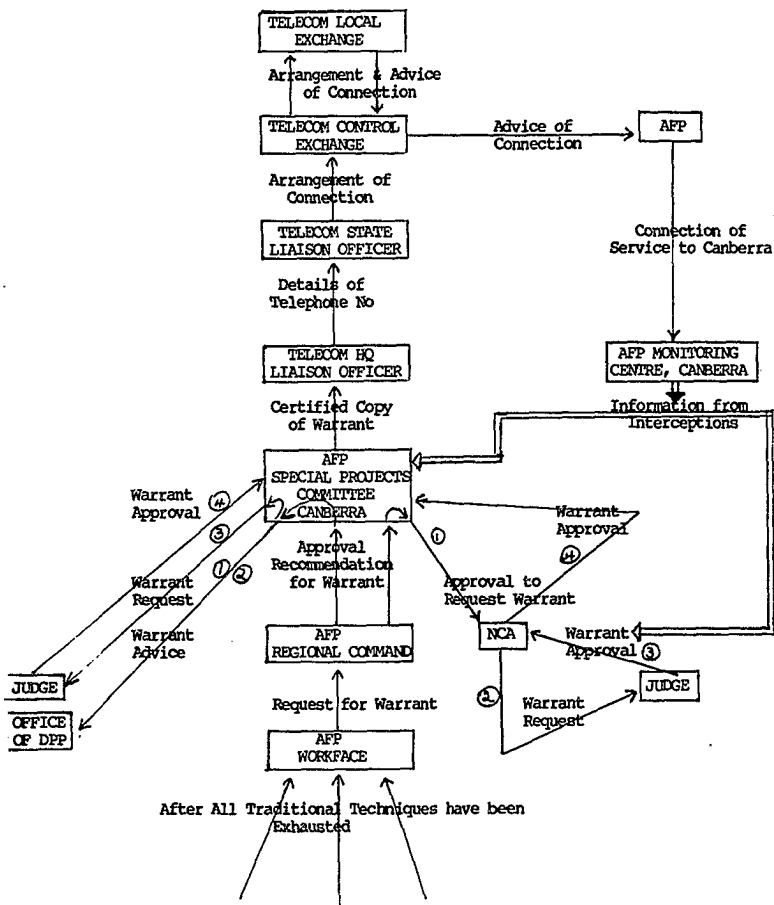 TELECOM LOCAL
EXCHANGE
Arrangement & Advice
of Connection
TELECOM CONTROL
EXCHANGE
Advice of
Connection
AFP
Arrangement of
Connection
TELECOM STATE
LIAISON OFFICER
Connection of
Service to Canberra
Details of
Telephone No
TELECOM HQ
LIAISON OFFICER
AFP MONITORING
CENTRE, CANBERRA
Certified Copy
of Warrant
Information from
Interceptions
AFP
SPECIAL PROJECTS
COMMITTEE
CANBERRA
Warrant ④
Approval
③
① ②
Warrant
Request
Warrant
Advice
Approval
Recommendation
for Warrant
①
Warrant
Approval
④
Approval to
Request Warrant
AFP
REGIONAL COMMAND
NCA
Warrant
Approval ③
JUDGE
OFFICE
OF DPP
②
Warrant
Request
JUDGE
Request for Warrant
AFP
WORKFACE
After All Traditional Techniques have been
Exhausted